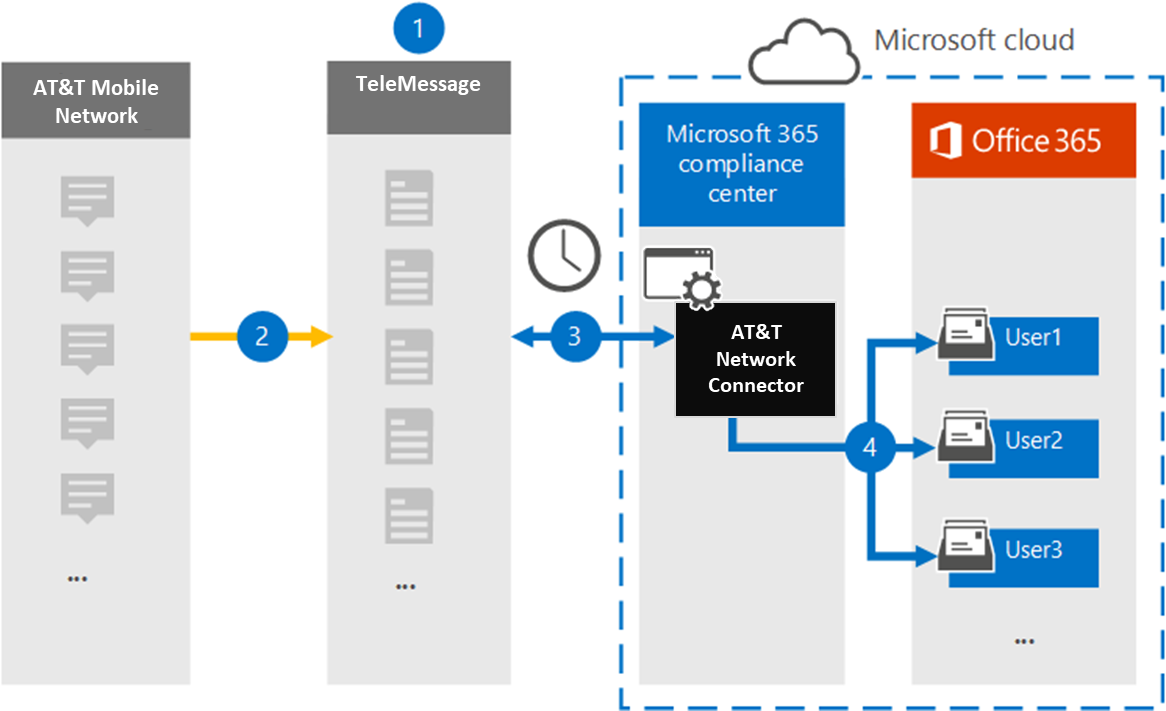 1
Microsoft cloud
AT&T Mobile
Network
TeleMessage
Microsoft 365
compliance
center
Office 365
2
3
AT&T
Network
Connector
4
User1
User2
User3
...
...
...